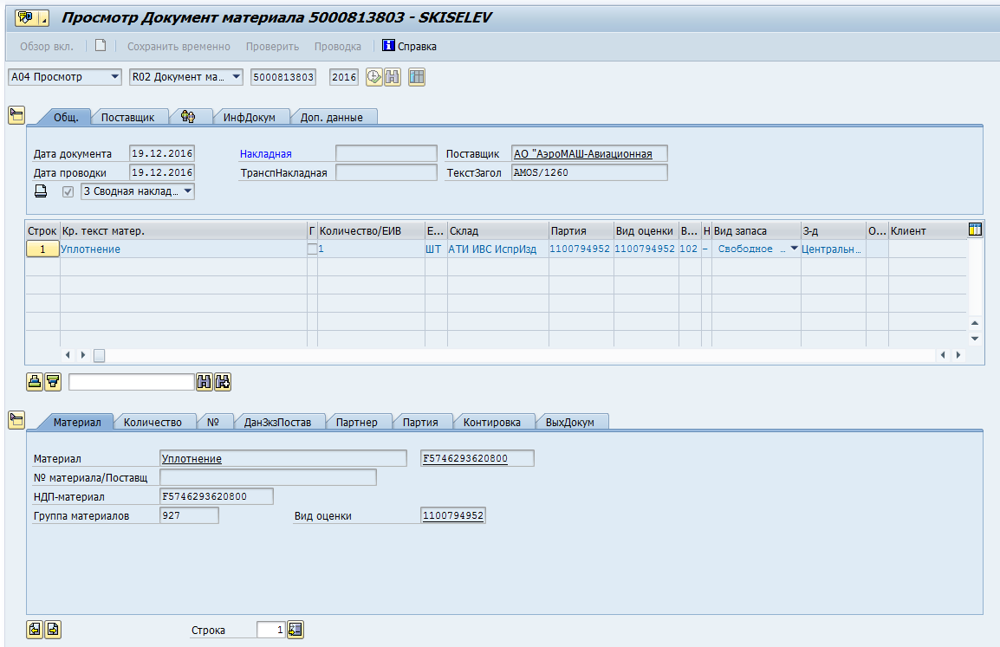 Просмотр Документ материала 5000813803 - SKISELEV
Обзор вкл. Сохранить временно Проверить Проводка Справка
A04 Просмотр R02 Документ ма... 5000813803 2016
Общ. Поставщик ИнфДокум Доп. данные
Дата документа 19.12.2016 Накладная Поставщик АО "АэроМАШ-Авиационная
Дата проводки 19.12.2016 ТранспНакладная ТекстЗагол AMOS/1260
3 Сводная наклад...
Строк Кр. текст матер. Г Количество/ЕИВ Е... Склад Партия Вид оценки В... Н Вид запаса З-д О... Клиент
1 Уплотнение 1 ШТ АТИ ИВС ИспрИзд 1100794952 1100794952 102 - Свободное ... Центральн...
Материал Количество № ДанЗкзПостав Партнер Партия Контировка ВыхДокум
Материал Уплотнение F5746293620800
№ материала/Поставщ
НДП-материал F5746293620800
Группа материалов 927 Вид оценки 1100794952
Строка 1